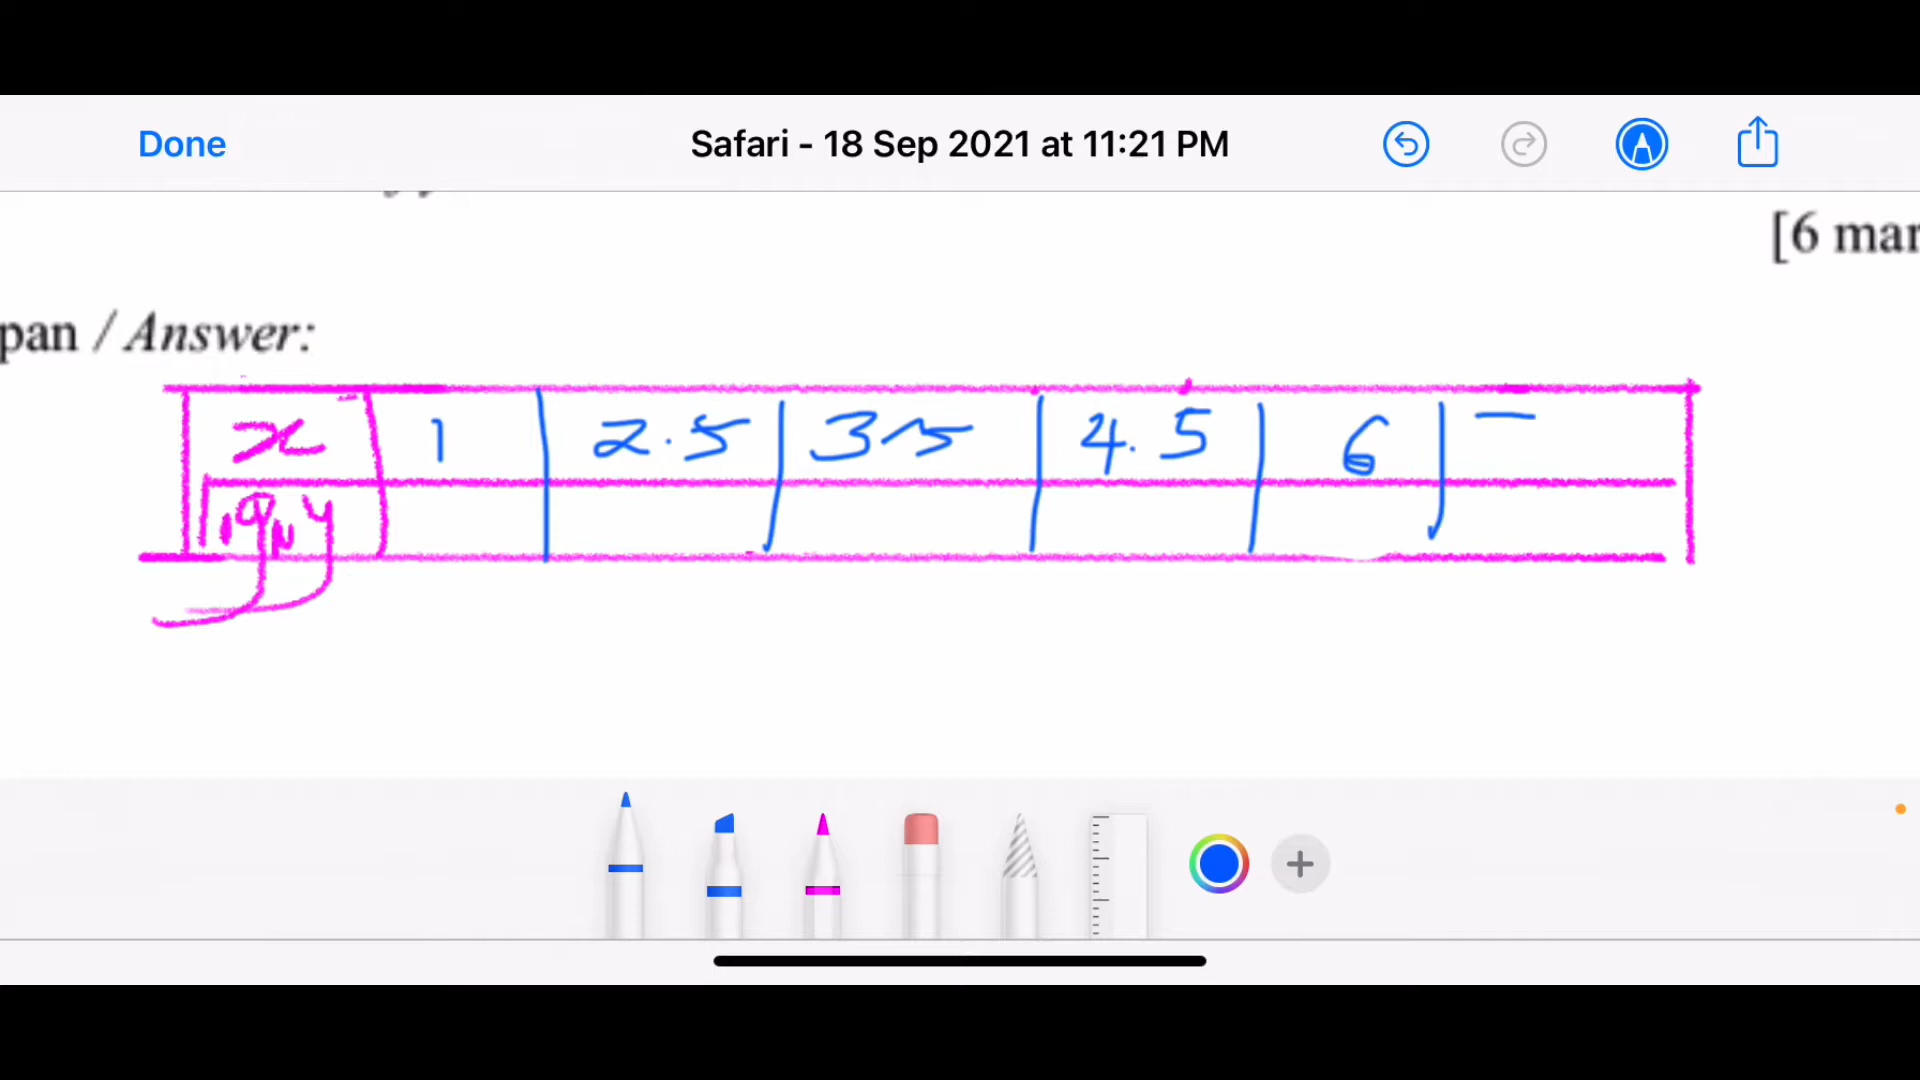 Done Safari - 18 Sep 2021 at 11:21 PM
[6 mar
pan / Answer:
x 1 2.5 3.5 4.5 6
y